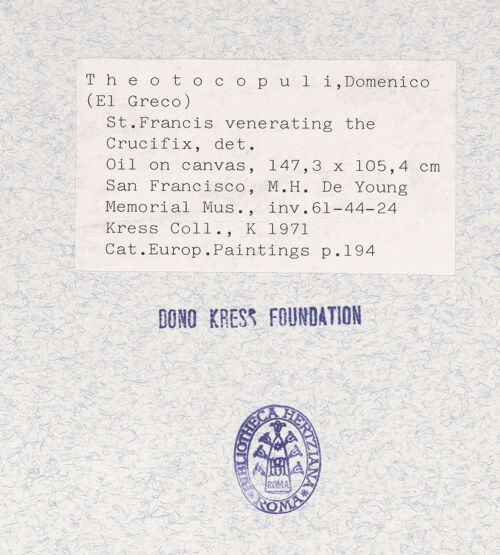 T h e o t o c o p u l i,Domenico
(El Greco)
St.Francis venerating the
Crucifix, det.
Oil on canvas, 147,3 x 105,4 cm
San Francisco, M.H. De Young
Memorial Mus., inv.61-44-24
Kress Coll., K 1971
Cat.Europ.Paintings p.194
DONO KRESS FOUNDATION
BIBLIOTHECA HERTZIANA
ROMA
ROMA